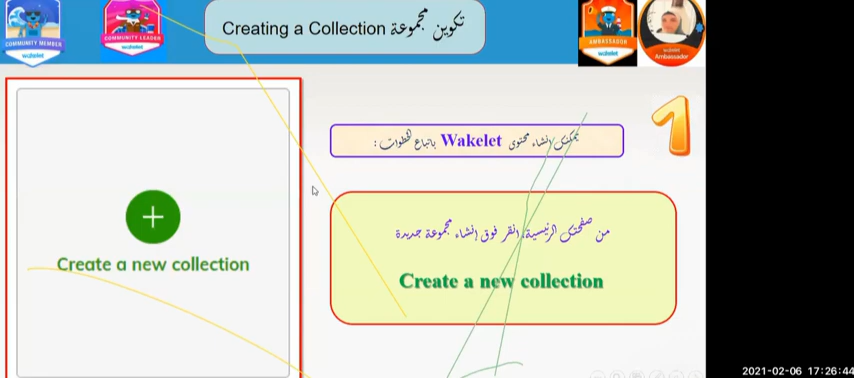 Creating a Collection تكوين مجموعة
COMMUNITY MEMBER
wakelet
COMMUNITY LEADER
wakelet
AMBASSADOR
wakelet
wakelet
Ambassador
1
يمكنك إنشاء محتوى Wakelet باتباع الخطوات :
من صفحتك الرئيسية، انقر فوق إنشاء مجموعة جديدة
Create a new collection
Create a new collection
2021-02-06 17:26:44